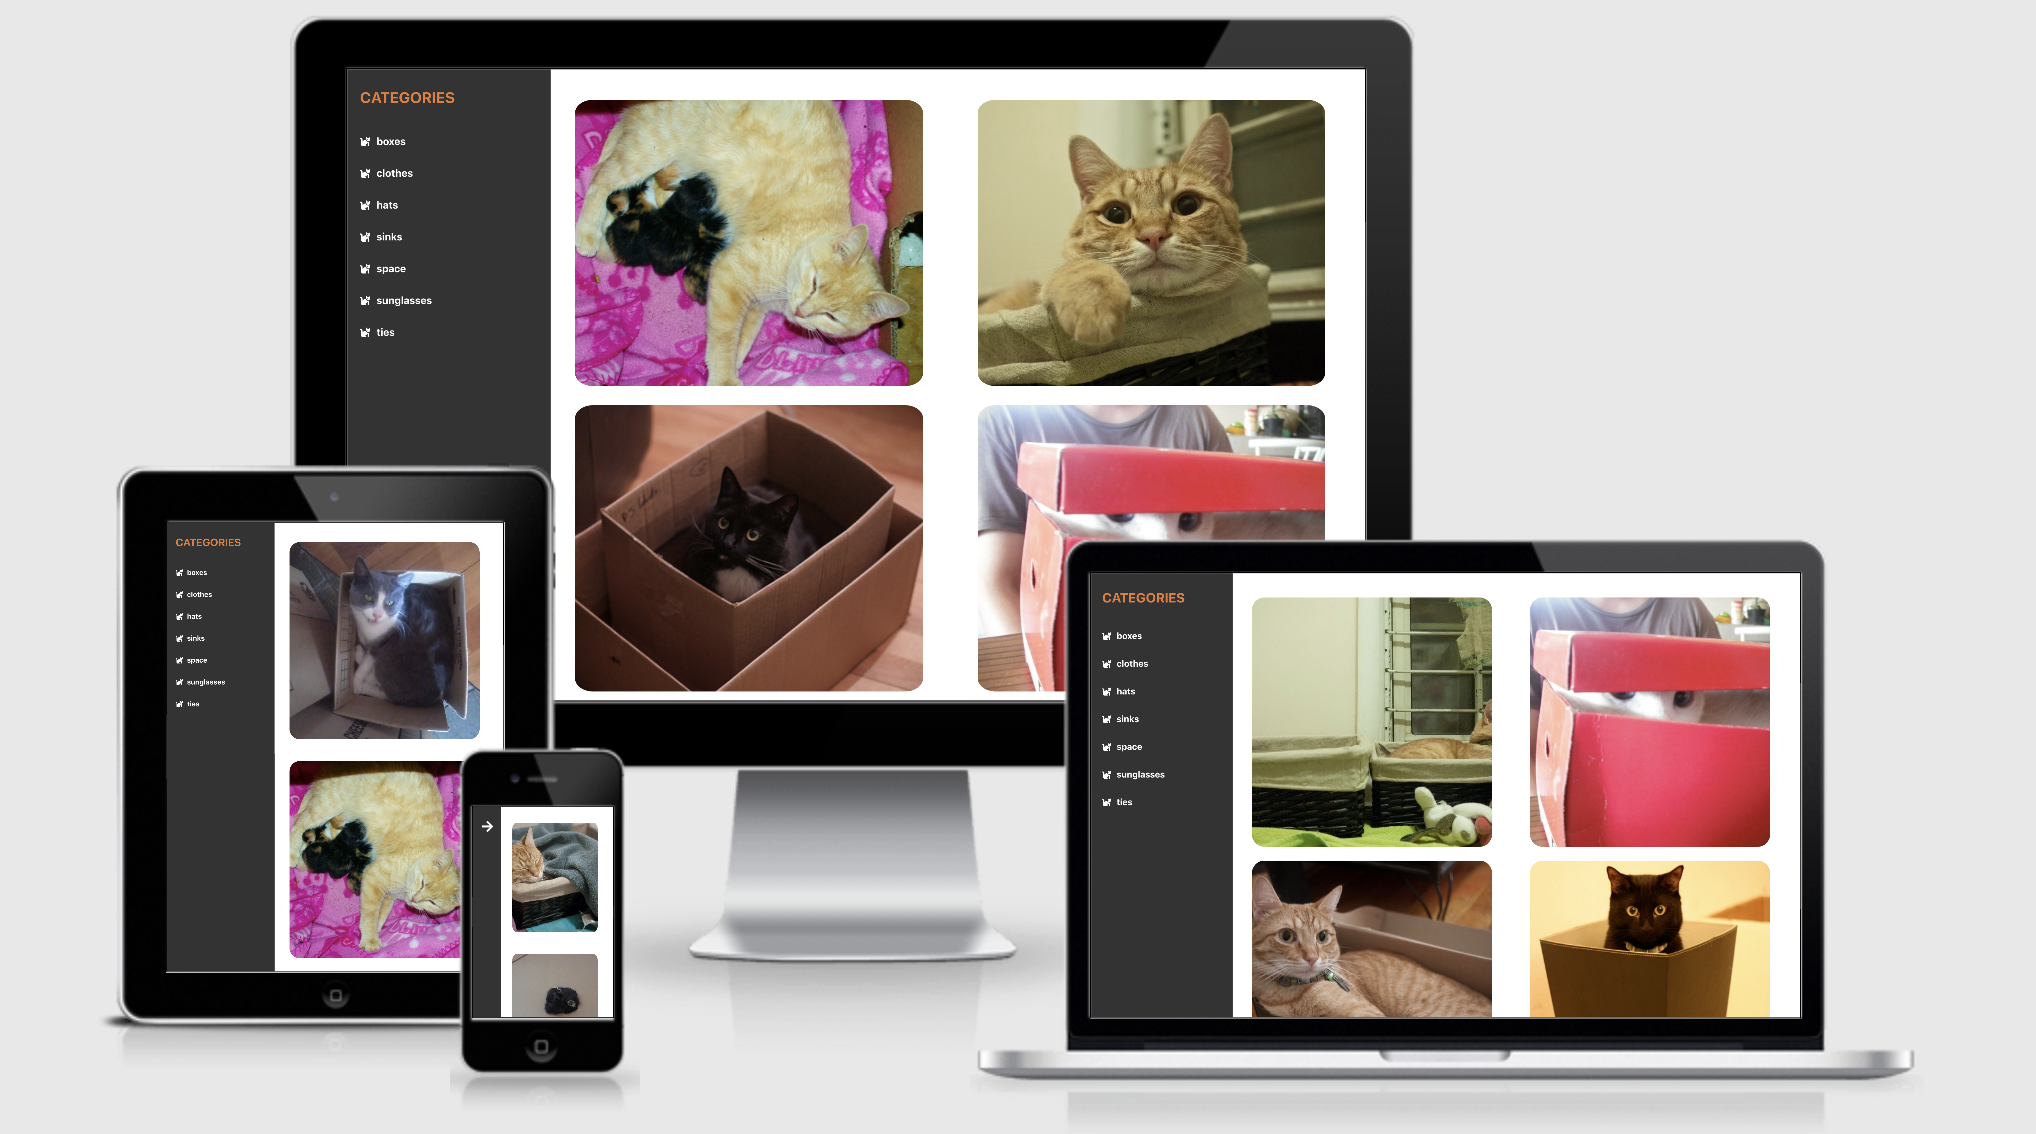 CATEGORIES
boxes
clothes
hats
sinks
space
sunglasses
ties
CATEGORIES
boxes
clothes
hats
sinks
space
sunglasses
ties
CATEGORIES
boxes
clothes
hats
sinks
space
sunglasses
ties